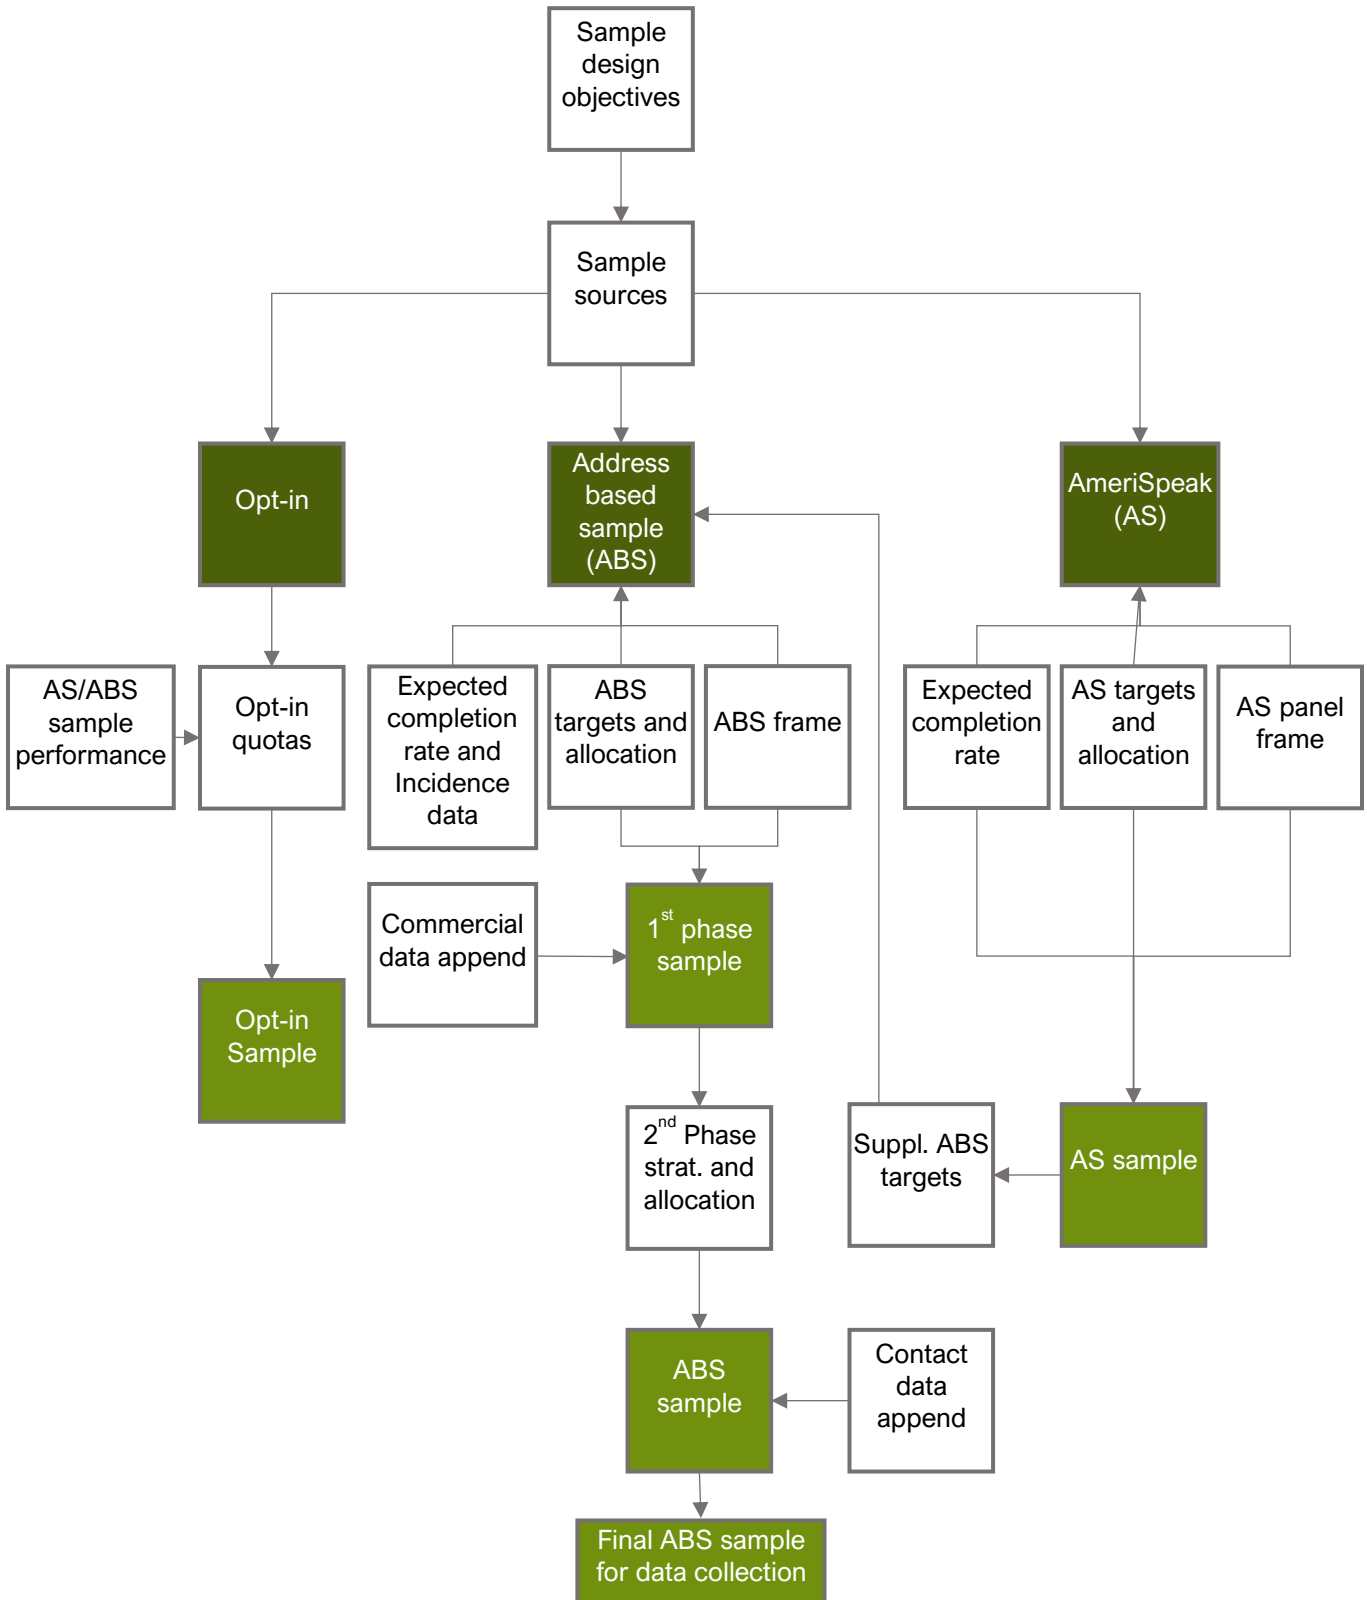 Sample
design
objectives
Sample
sources
Opt-in
Address
based
sample
(ABS)
AmeriSpeak
(AS)
AS/ABS
sample
performance
Opt-in
quotas
Expected
completion
rate and
Incidence
data
ABS
targets and
allocation
ABS frame
Expected
completion
rate
AS targets
and
allocation
AS panel
frame
Commercial
data append
1st phase
sample
Opt-in
Sample
2nd Phase
strat. and
allocation
Suppl. ABS
targets
AS sample
ABS
sample
Contact
data
append
Final ABS sample
for data collection